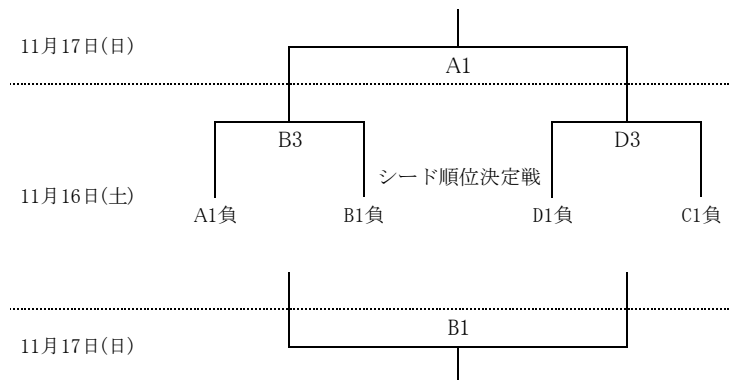 11月17日(日)
A1
B3
D3
シード順位決定戦
11月16日(土)
A1負
B1負
D1負
C1負
B1
11月17日(日)